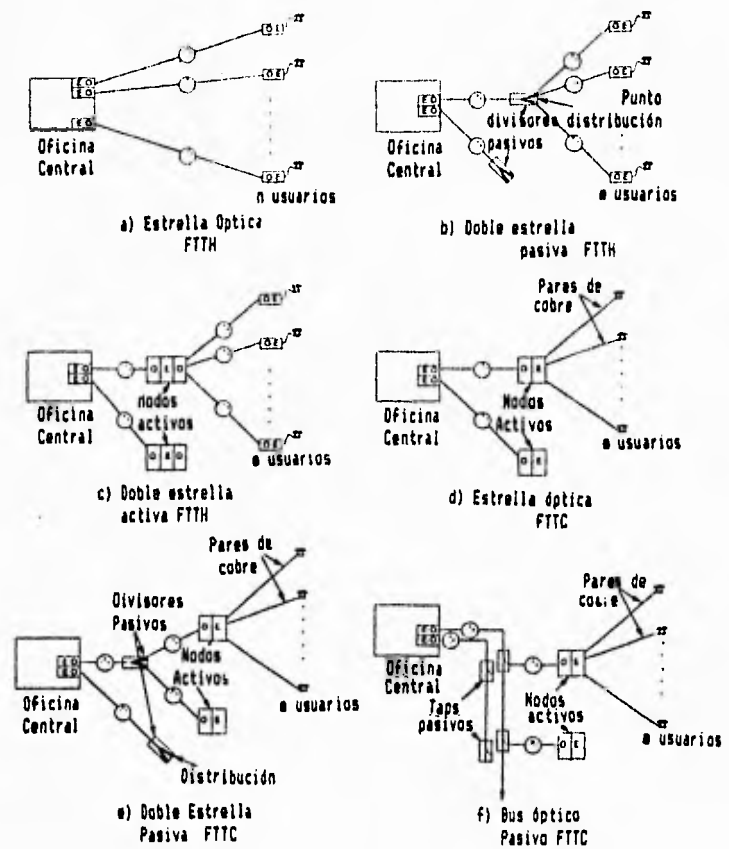 E O
E O
E O
O E
O E
O E
Oficina
Central
n usuarios
a) Estrella Optica
FTTH
E O
E O
Punto
divisores distribución
pasivos
Oficina
Central
O E
m usuarios
b) Doble estrella
pasiva FTTH
E O
E O
O E O
O E
O E
nodos
activos
Oficina
Central
O E O
O E
m usuarios
c) Doble estrella
activa FTTH
Pares de
cobre
E O
E O
O E
Nodos
Activos
Oficina
Central
O E
m usuarios
d) Estrella óptica
FTTC
Pares de
cobre
Divisores
Pasivos
O E
E O
E O
Nodos
Activos
Oficina
Central
O E
m usuarios
Distribución
e) Doble Estrella
Pasiva FTTC
Pares de
cobre
E O
E O
Oficina
Central
O E
Taps
pasivos
Nodos
activos
O E
m usuarios
f) Bus óptico
Pasivo FTTC